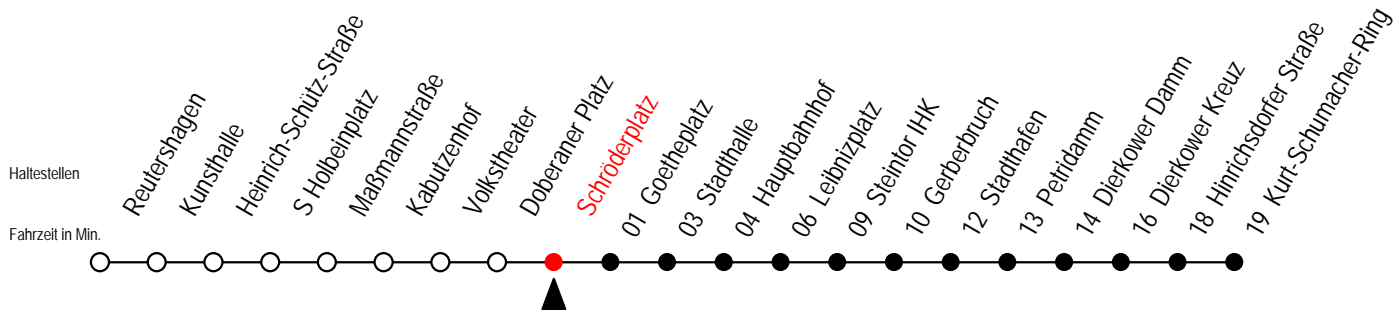 Haltestellen
Fahrzeit in Min.
Reutershagen
Kunsthalle
Heinrich-Schütz-Straße
S Holbeinplatz
Maßmannstraße
Kabutzenhof
Volkstheater
Doberaner Platz
Schröderplatz
01 Goetheplatz
03 Stadthalle
04 Hauptbahnhof
06 Leibnizplatz
09 Steintor IHK
10 Gerberbruch
12 Stadthafen
13 Petridamm
14 Dierkower Damm
16 Dierkower Kreuz
18 Hinrichsdorfer Straße
19 Kurt-Schumacher-Ring